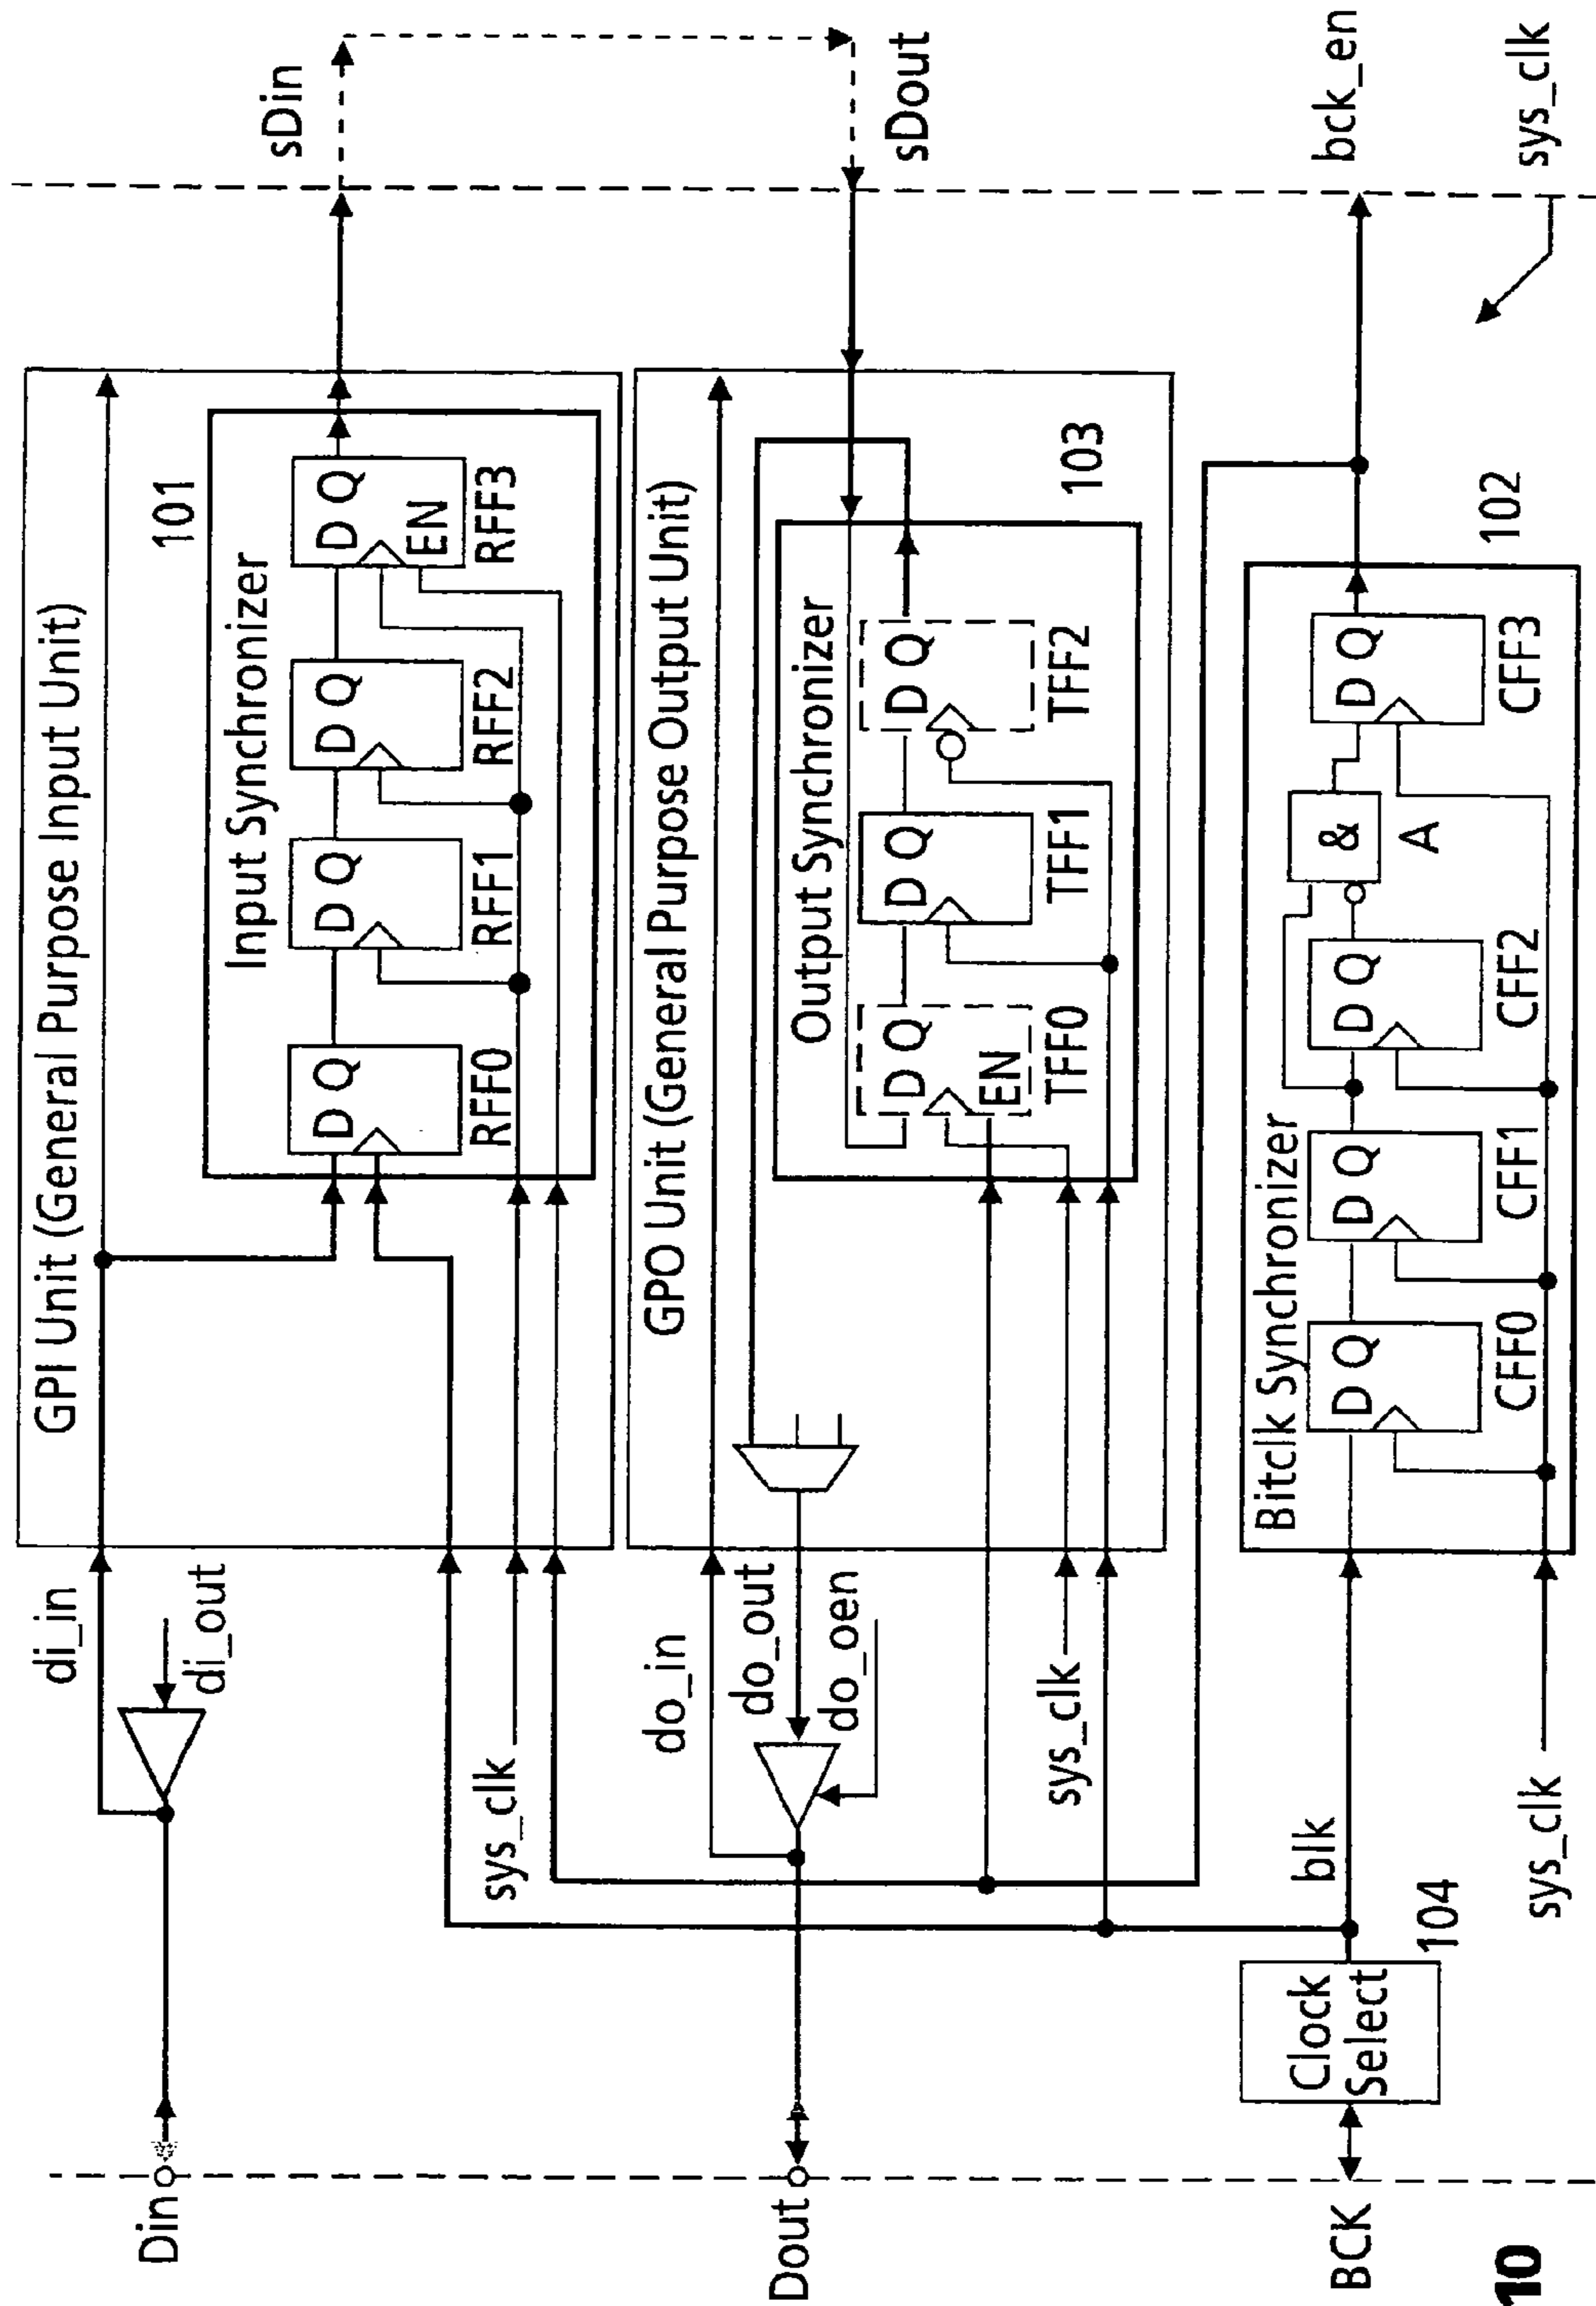 Din
di_in
di_out
GPI Unit (General Purpose Input Unit)
101
Input Synchronizer
D Q
RFF0
D Q
RFF1
D Q
RFF2
D Q
EN
RFF3
sDin
sys_clk
Dout
do_in
do_out
do_oen
GPO Unit (General Purpose Output Unit)
103
Output Synchronizer
D Q
EN
TFF0
D Q
TFF1
D Q
TFF2
sDout
sys_clk
BCK
Clock
Select
104
blk
sys_clk
Bitclk Synchronizer
102
D Q
CFF0
D Q
CFF1
D Q
CFF2
&
A
D Q
CFF3
bck_en
sys_clk
10